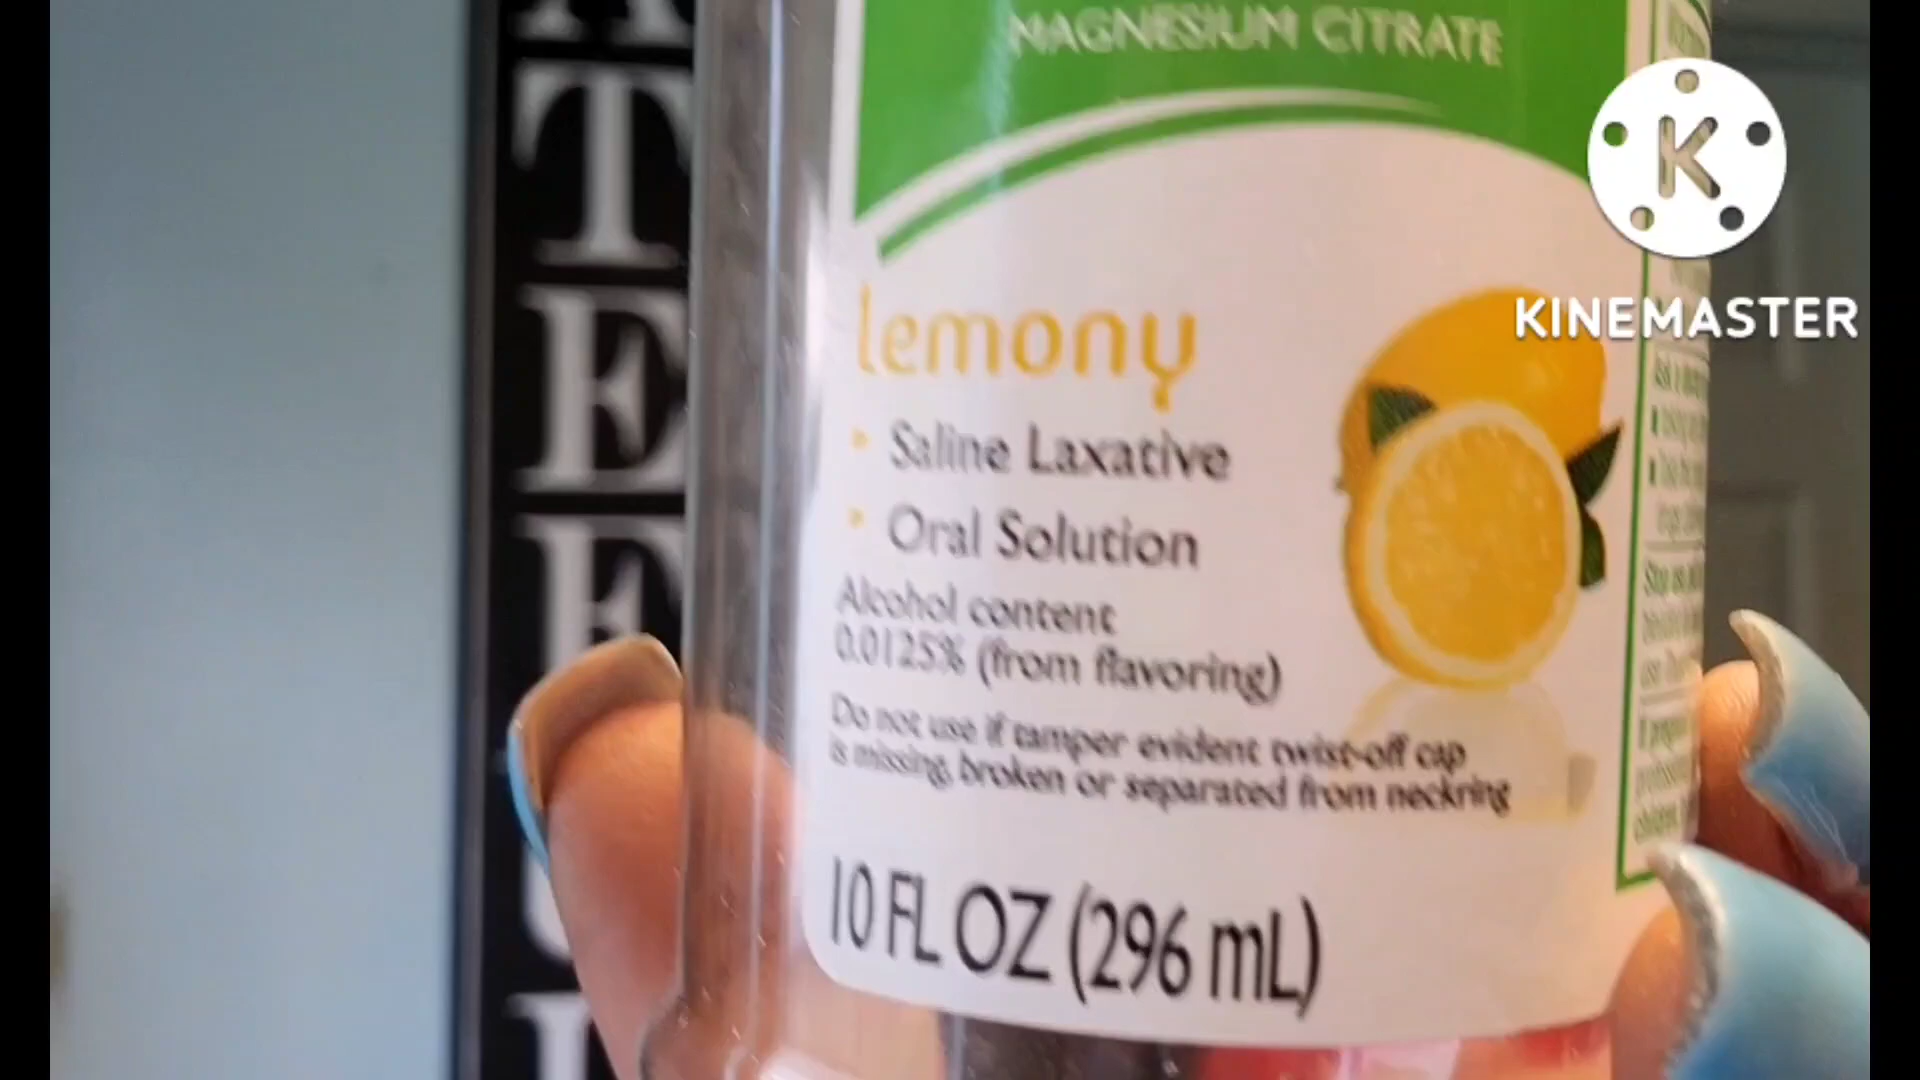 MAGNESIUM CITRATE
K
KINEMASTER
lemony
Saline Laxative
Oral Solution
Alcohol content
0.0125% (from flavoring)
Do not use if tamper evident twist-off cap
is missing, broken or separated from neckring
10 FL OZ (296 mL)
T
E
E